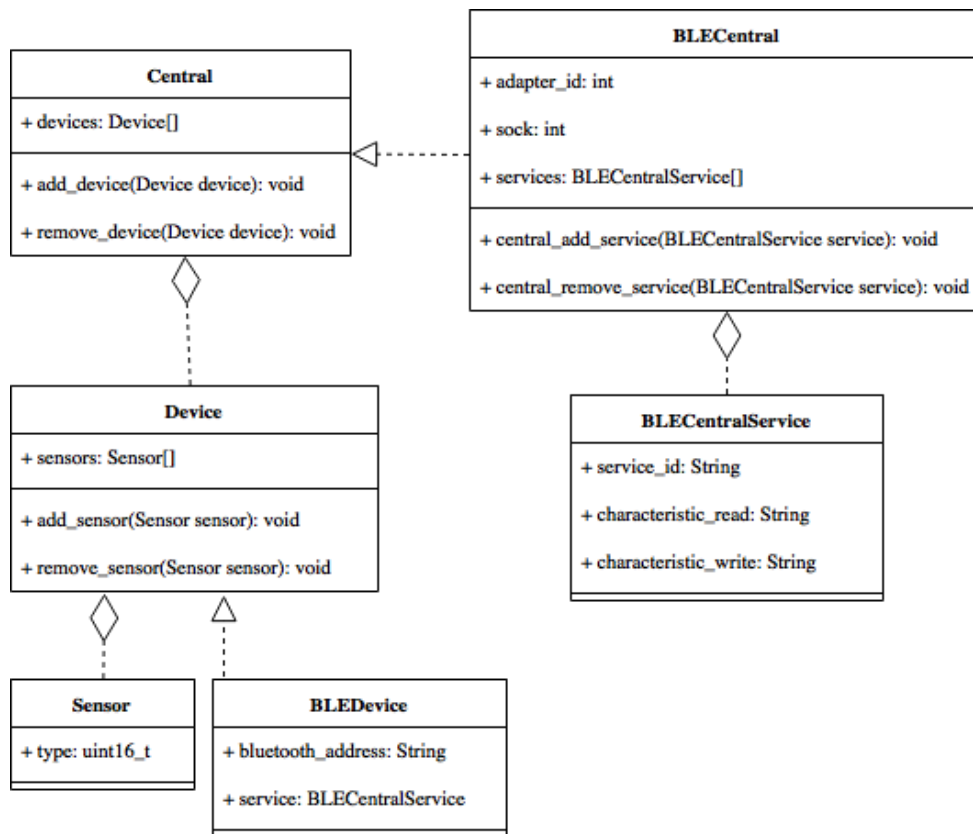 Central
+ devices: Device[]
+ add_device(Device device): void
+ remove_device(Device device): void
BLECentral
+ adapter_id: int
+ sock: int
+ services: BLECentralService[]
+ central_add_service(BLECentralService service): void
+ central_remove_service(BLECentralService service): void
Device
+ sensors: Sensor[]
+ add_sensor(Sensor sensor): void
+ remove_sensor(Sensor sensor): void
BLECentralService
+ service_id: String
+ characteristic_read: String
+ characteristic_write: String
Sensor
+ type: uint16_t
BLEDevice
+ bluetooth_address: String
+ service: BLECentralService